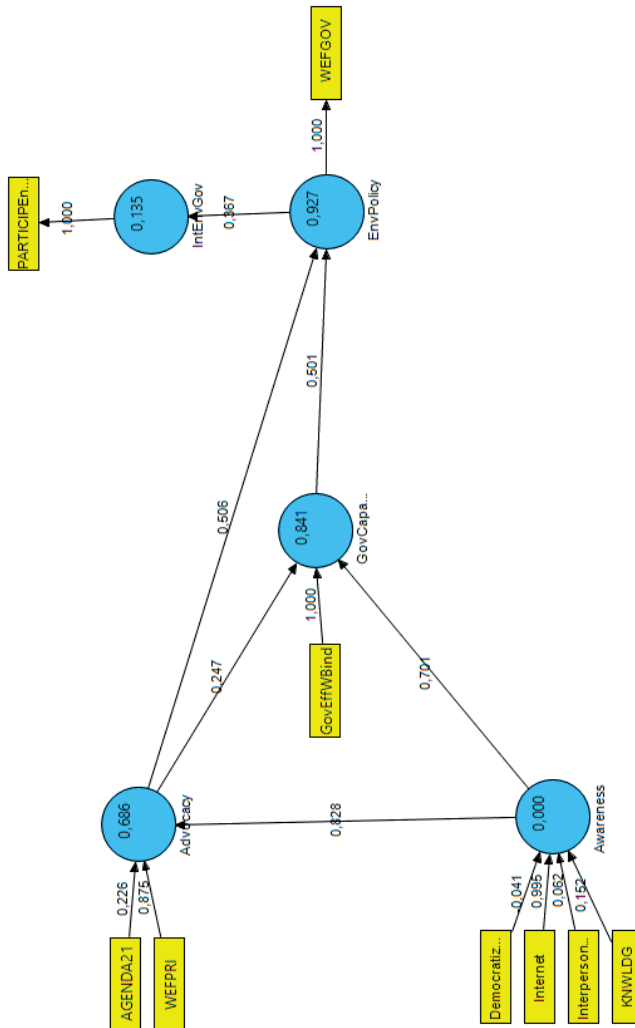 AGENDA21
WEFPRI
0,226
0,875
0,686
Advocacy
PARTICIPEn...
1,000
0,135
IntEnvGov
0,367
0,506
0,247
0,828
WEFGOV
1,000
0,927
EnvPolicy
0,501
0,841
GovCapa...
1,000
GovEffWBind
0,701
Democratiz...
Internet
Interperson...
KNWLDG
0,041
0,995
0,062
0,152
0,000
Awareness